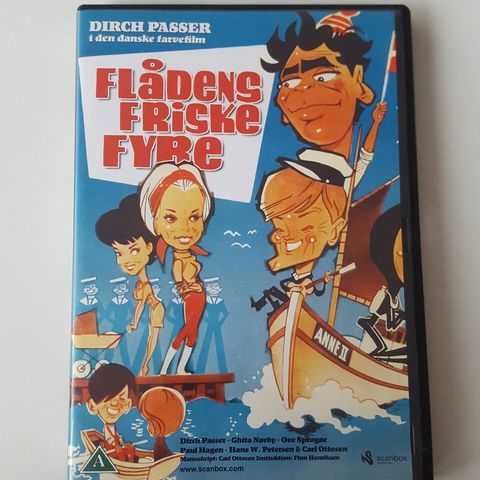 DIRCH PASSER
i den danske farvefilm
FLÅDENS
FRISKE
FYRE
ANNE II
Dirch Passer · Ghita Nørby · Ove Sprogøe
Paul Hagen · Hans W. Petersen & Carl Ottosen
Manuskript: Carl Ottosen Instruktion: Finn Henriksen
A
www.scanbox.com
scanbox